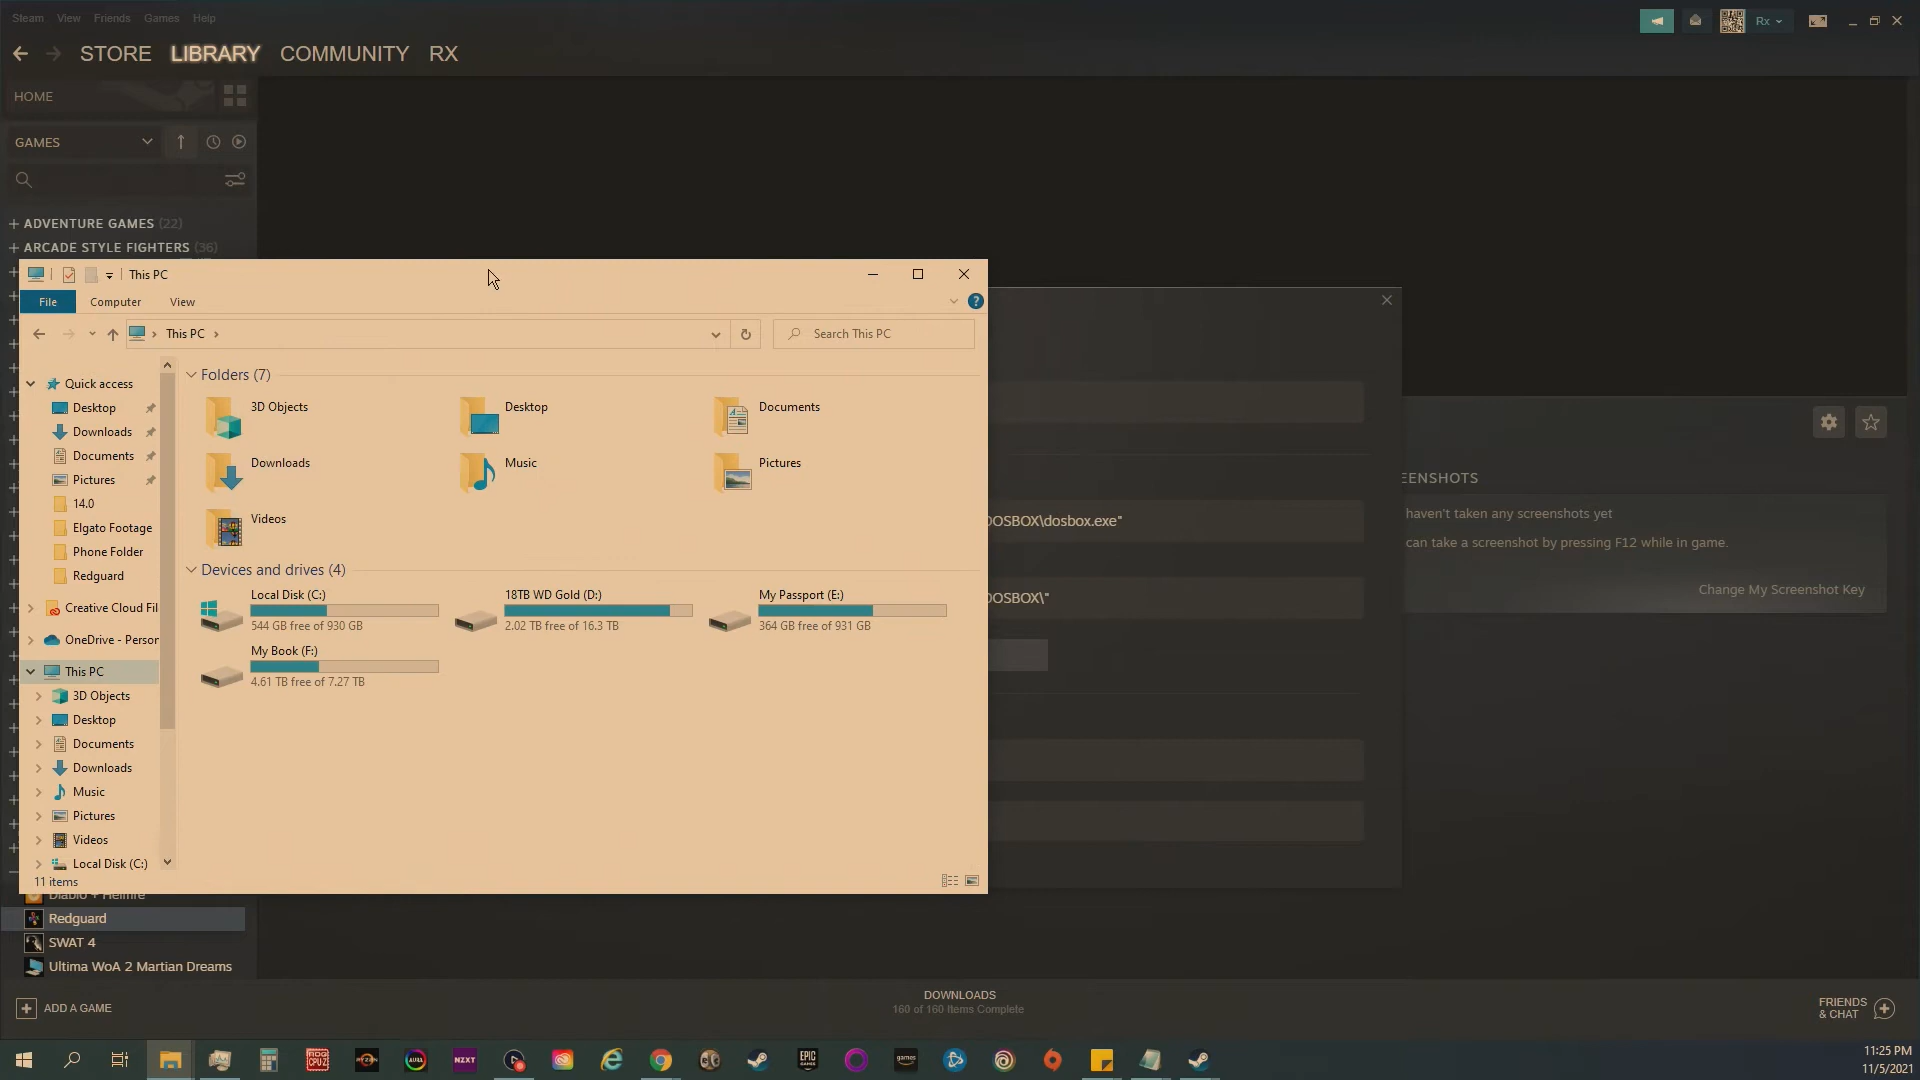 Steam View Friends Games Help
Rx
STORE LIBRARY COMMUNITY RX
HOME
GAMES
+ ADVENTURE GAMES (22)
+ ARCADE STYLE FIGHTERS (36)
This PC
File Computer View
This PC
Search This PC
Quick access
Desktop
Downloads
Documents
Pictures
14.0
Elgato Footage
Phone Folder
Redguard
Creative Cloud Fil
OneDrive - Person
This PC
3D Objects
Desktop
Documents
Downloads
Music
Pictures
Videos
Local Disk (C:)
11 items
Folders (7)
3D Objects
Desktop
Documents
Downloads
Music
Pictures
Videos
Devices and drives (4)
Local Disk (C:)
544 GB free of 930 GB
18TB WD Gold (D:)
2.02 TB free of 16.3 TB
My Passport (E:)
364 GB free of 931 GB
My Book (F:)
4.61 TB free of 7.27 TB
DOSBOX\dosbox.exe"
DOSBOX\"
EENSHOTS
haven't taken any screenshots yet
can take a screenshot by pressing F12 while in game.
Change My Screenshot Key
Diablo + Hellfire
Redguard
SWAT 4
Ultima WoA 2 Martian Dreams
ADD A GAME
DOWNLOADS
160 of 160 Items Complete
FRIENDS
& CHAT
NZXT
EPIC
GAMES
games
11:25 PM
11/5/2021